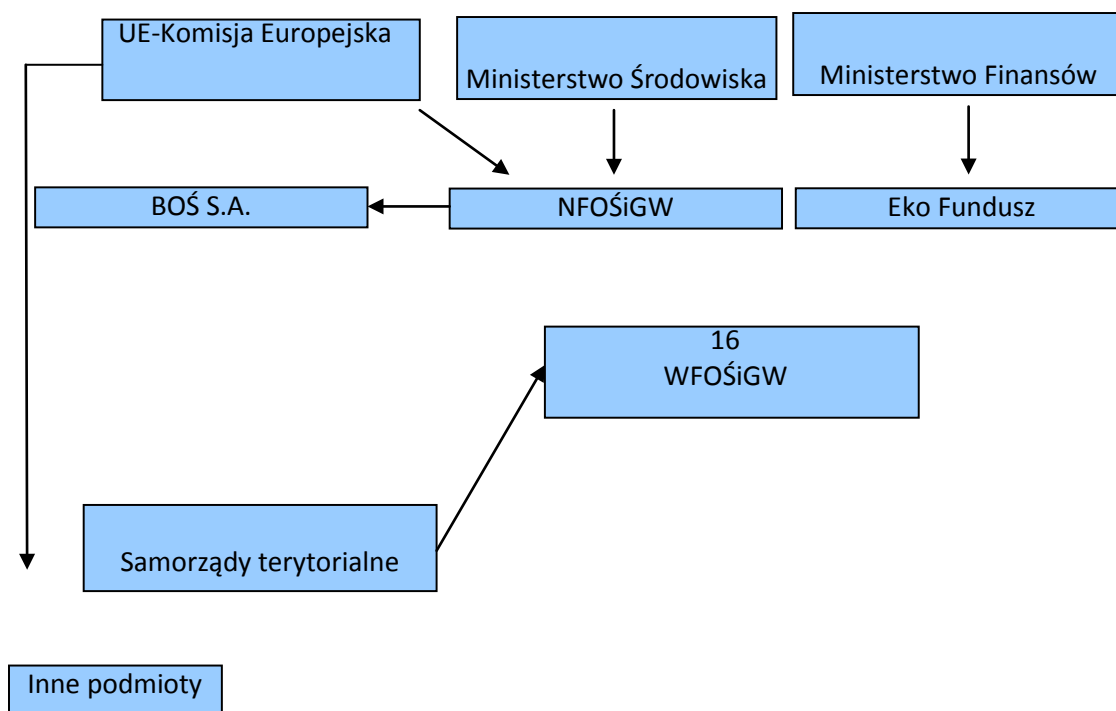 UE-Komisja Europejska
Ministerstwo Środowiska
Ministerstwo Finansów
BOŚ S.A.
NFOŚiGW
Eko Fundusz
16
WFOŚiGW
Samorządy terytorialne
Inne podmioty